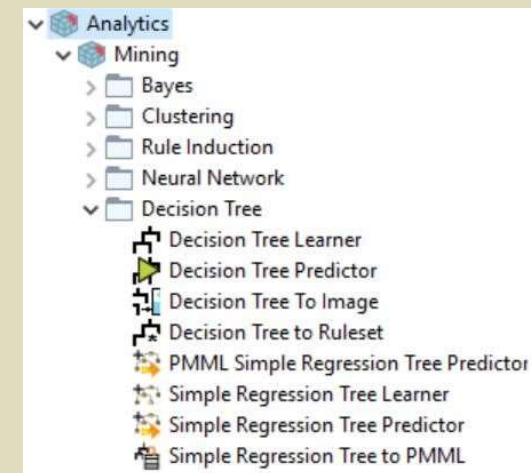 Analytics
Mining
Bayes
Clustering
Rule Induction
Neural Network
Decision Tree
Decision Tree Learner
Decision Tree Predictor
Decision Tree To Image
Decision Tree to Ruleset
PMML Simple Regression Tree Predictor
Simple Regression Tree Learner
Simple Regression Tree Predictor
Simple Regression Tree to PMML